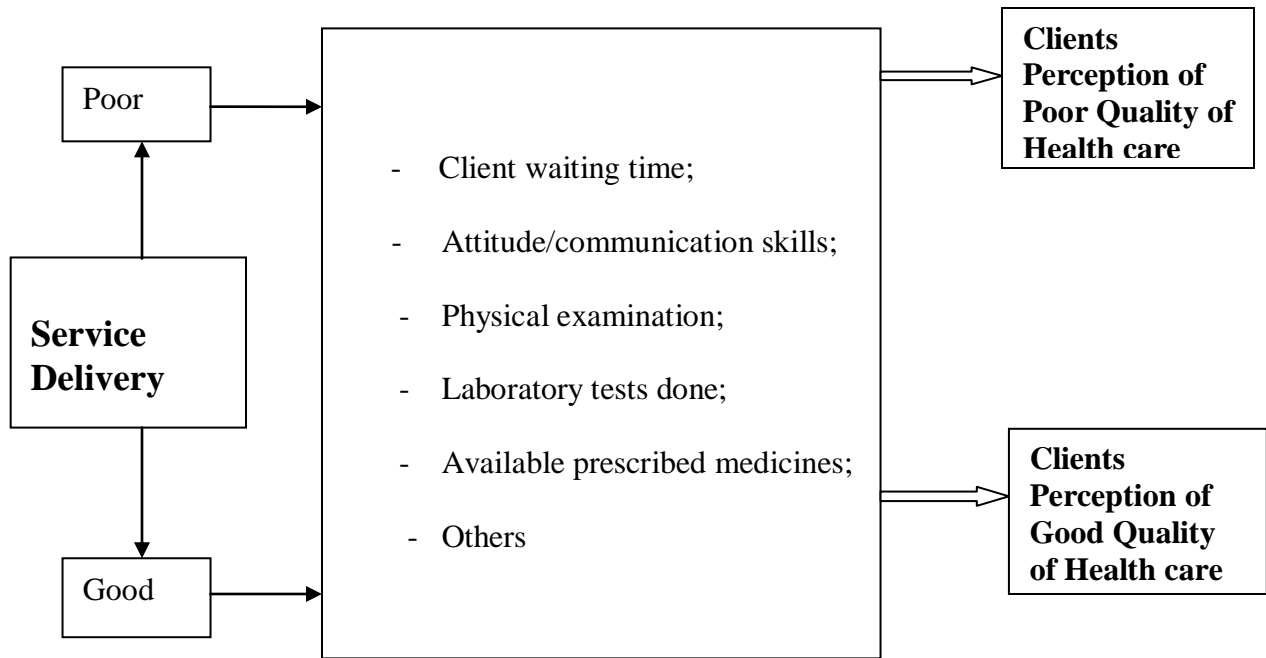 Poor
Service
Delivery
Good
- Client waiting time;
- Attitude/communication skills;
- Physical examination;
- Laboratory tests done;
- Available prescribed medicines;
- Others
Clients
Perception of
Poor Quality of
Health care
Clients
Perception of
Good Quality
of Health care